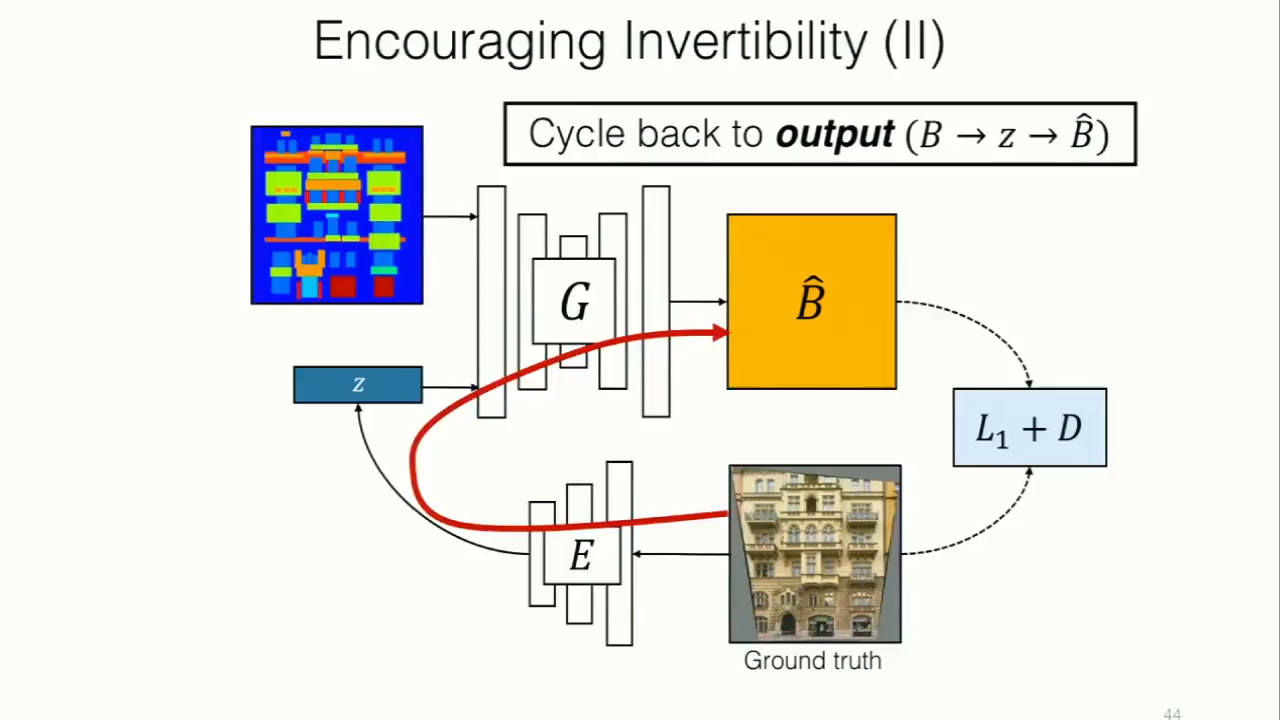 Encouraging Invertibility (II)
Cycle back to output (B → z → B̂)
G
B̂
z
L₁ + D
E
Ground truth
44